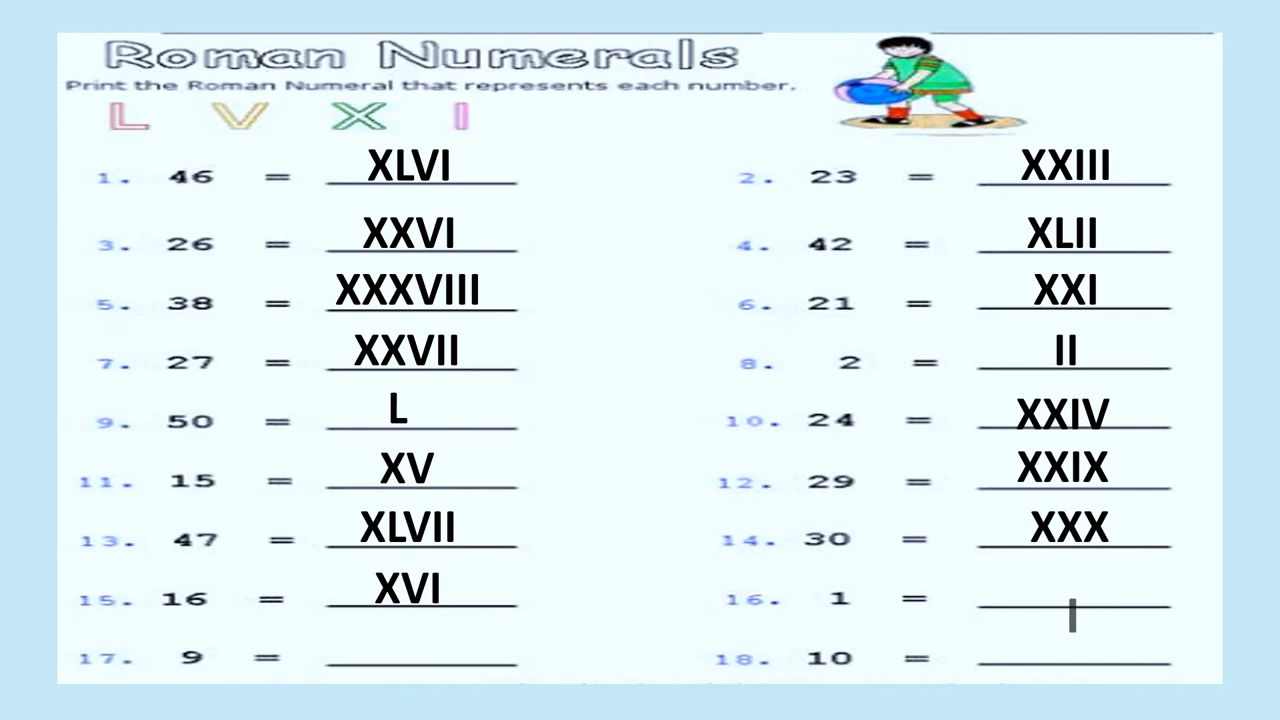 Roman Numerals
Print the Roman Numeral that represents each number.
L V X I
1. 46 = XLVI 2. 23 = XXIII
3. 26 = XXVI 4. 42 = XLII
5. 38 = XXXVIII 6. 21 = XXI
7. 27 = XXVII 8. 2 = II
9. 50 = L 10. 24 = XXIV
11. 15 = XV 12. 29 = XXIX
13. 47 = XLVII 14. 30 = XXX
15. 16 = XVI 16. 1 = I
17. 9 = 18. 10 =